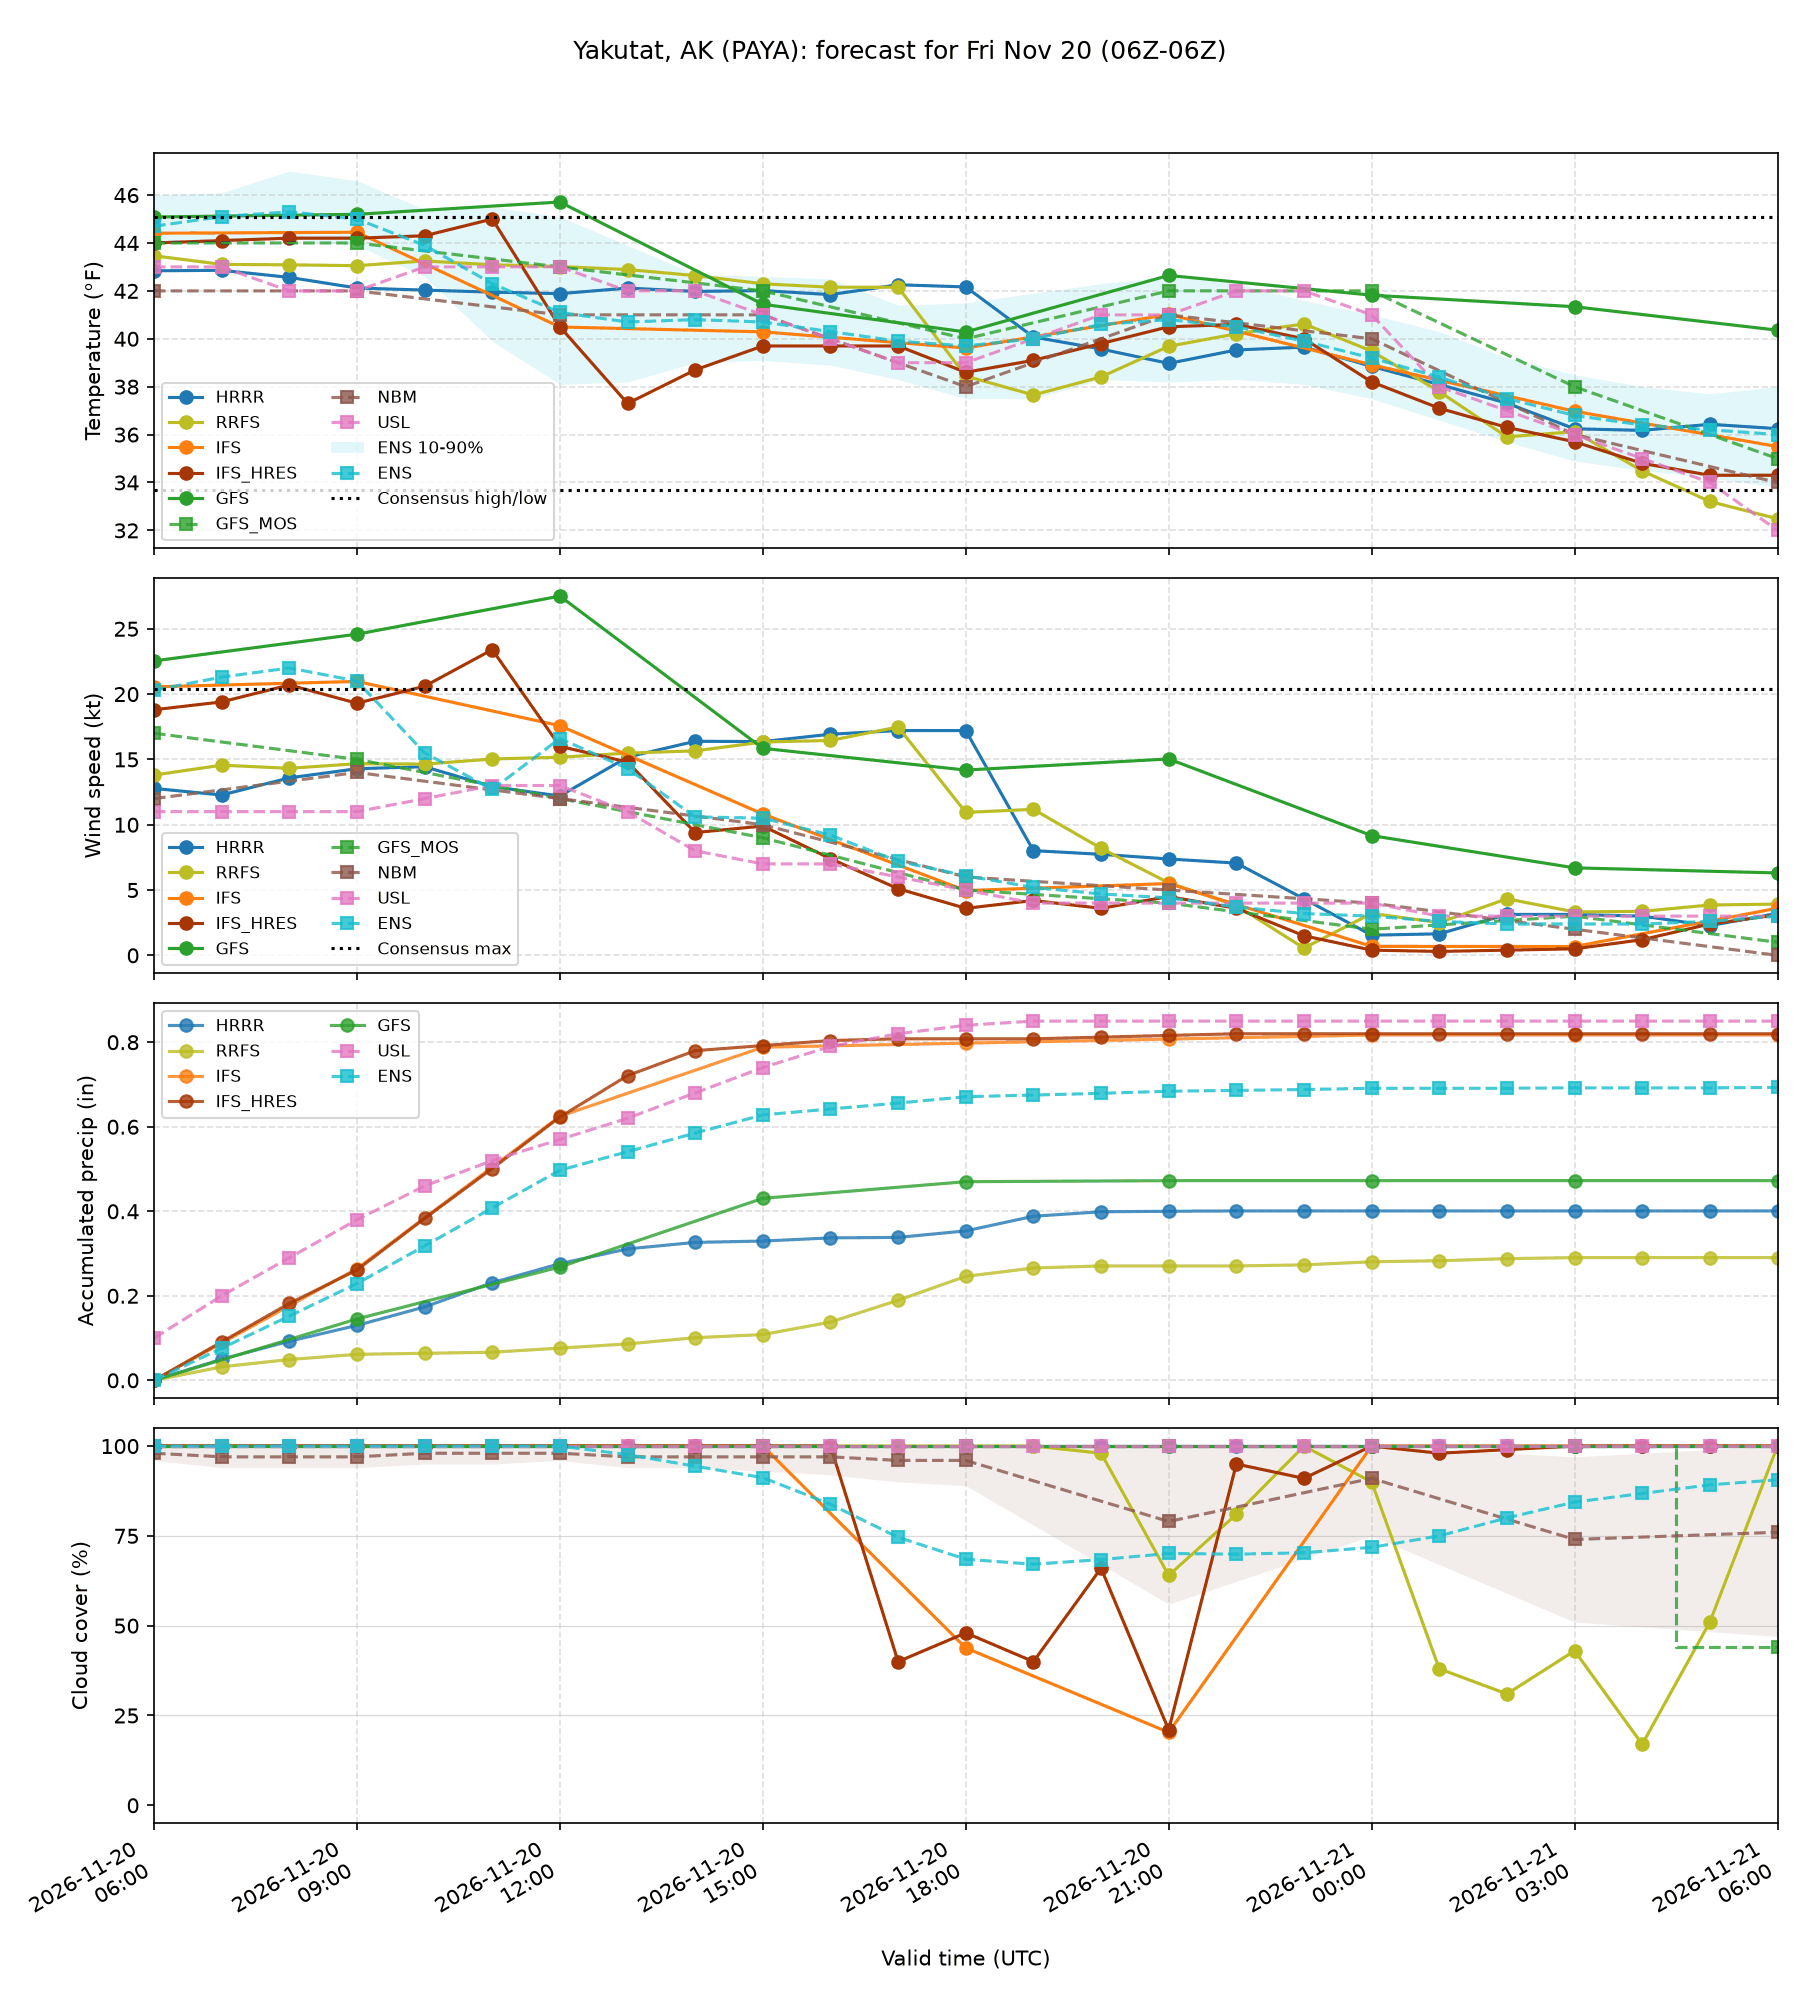 Yakutat, AK (PAYA): forecast for Fri Nov 20 (06Z-06Z)
Temperature (°F)
46
44
42
40
38
36
34
32
HRRR
RRFS
IFS
IFS_HRES
GFS
GFS_MOS
NBM
USL
ENS 10-90%
ENS
Consensus high/low
Wind speed (kt)
25
20
15
10
5
0
HRRR
RRFS
IFS
IFS_HRES
GFS
GFS_MOS
NBM
USL
ENS
Consensus max
Accumulated precip (in)
0.8
0.6
0.4
0.2
0.0
HRRR
RRFS
IFS
IFS_HRES
GFS
USL
ENS
Cloud cover (%)
100
75
50
25
0
2026-11-20
06:00
2026-11-20
09:00
2026-11-20
12:00
2026-11-20
15:00
2026-11-20
18:00
2026-11-20
21:00
2026-11-21
00:00
2026-11-21
03:00
2026-11-21
06:00
Valid time (UTC)